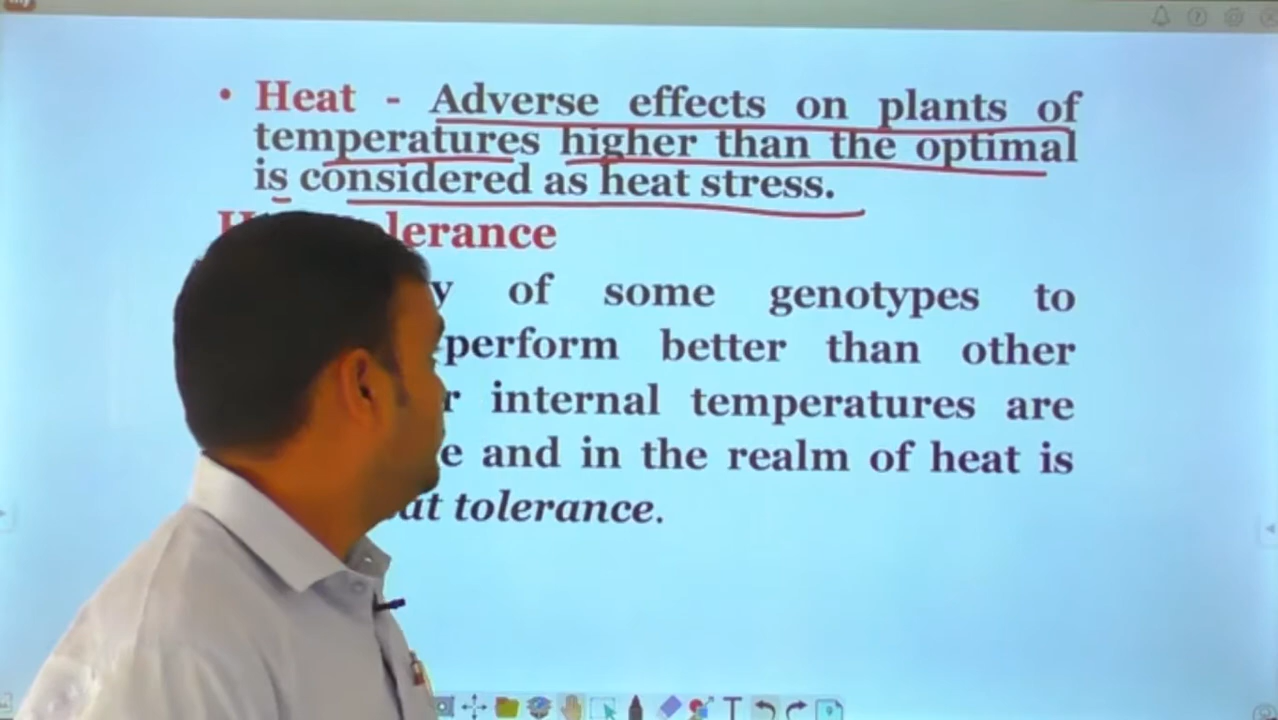 • Heat - Adverse effects on plants of
temperatures higher than the optimal
is considered as heat stress.
lerance
y of some genotypes to
perform better than other
r internal temperatures are
e and in the realm of heat is
at tolerance.